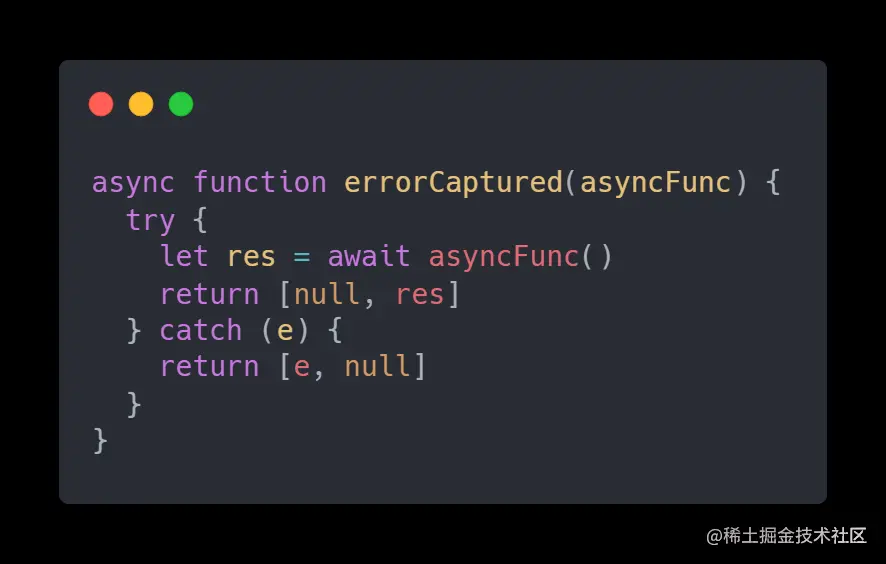 async function errorCaptured(asyncFunc) {
  try {
    let res = await asyncFunc()
    return [null, res]
  } catch (e) {
    return [e, null]
  }
}
@稀土掘金技术社区